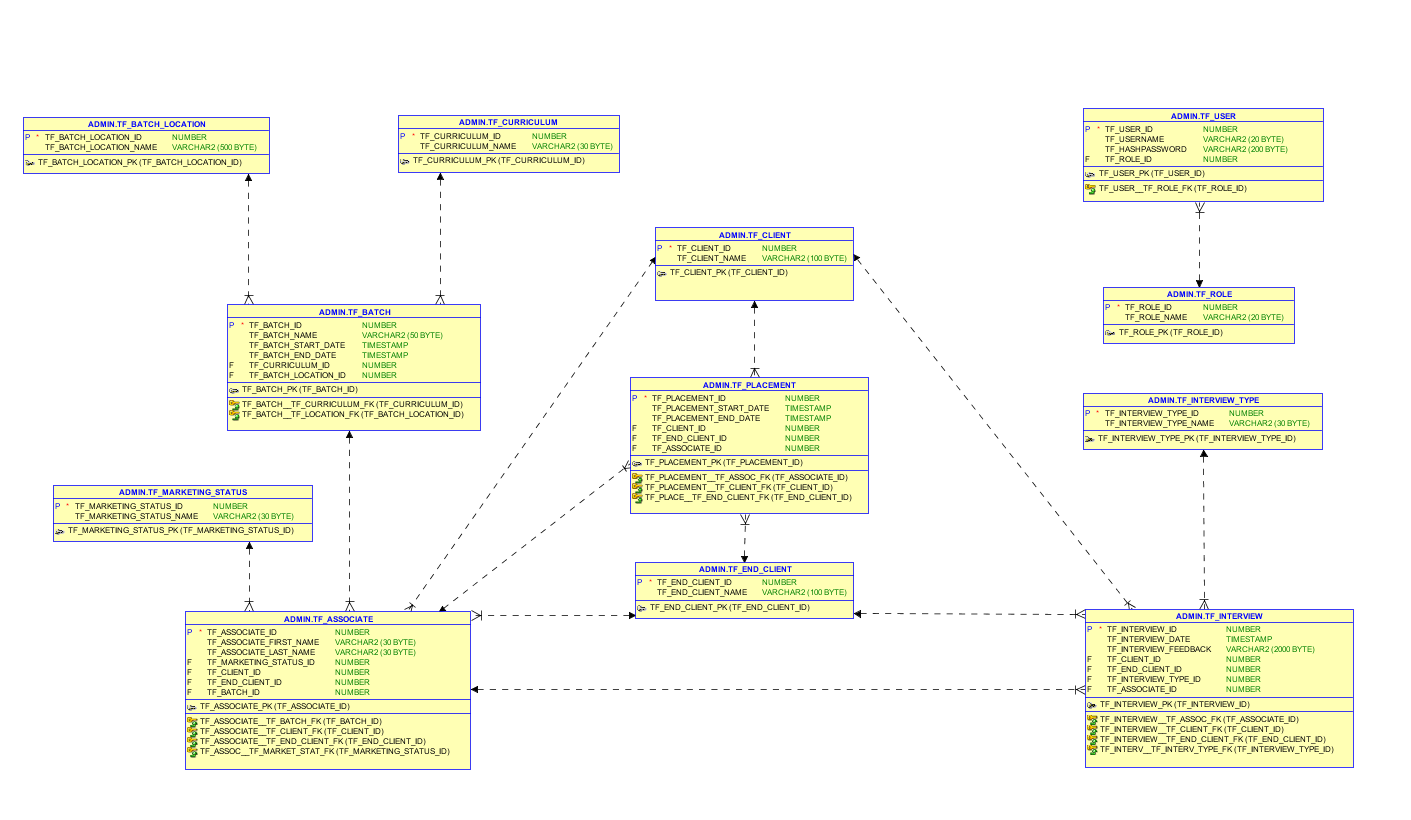 ADMIN.TF_BATCH_LOCATION
P * TF_BATCH_LOCATION_ID NUMBER
TF_BATCH_LOCATION_NAME VARCHAR2 (500 BYTE)
TF_BATCH_LOCATION_PK (TF_BATCH_LOCATION_ID)
ADMIN.TF_CURRICULUM
P * TF_CURRICULUM_ID NUMBER
TF_CURRICULUM_NAME VARCHAR2 (30 BYTE)
TF_CURRICULUM_PK (TF_CURRICULUM_ID)
ADMIN.TF_USER
P * TF_USER_ID NUMBER
TF_USERNAME VARCHAR2 (20 BYTE)
TF_HASHPASSWORD VARCHAR2 (200 BYTE)
F TF_ROLE_ID NUMBER
TF_USER_PK (TF_USER_ID)
TF_USER__TF_ROLE_FK (TF_ROLE_ID)
ADMIN.TF_CLIENT
P * TF_CLIENT_ID NUMBER
TF_CLIENT_NAME VARCHAR2 (100 BYTE)
TF_CLIENT_PK (TF_CLIENT_ID)
ADMIN.TF_ROLE
P * TF_ROLE_ID NUMBER
TF_ROLE_NAME VARCHAR2 (20 BYTE)
TF_ROLE_PK (TF_ROLE_ID)
ADMIN.TF_BATCH
P * TF_BATCH_ID NUMBER
TF_BATCH_NAME VARCHAR2 (50 BYTE)
TF_BATCH_START_DATE TIMESTAMP
TF_BATCH_END_DATE TIMESTAMP
F TF_CURRICULUM_ID NUMBER
F TF_BATCH_LOCATION_ID NUMBER
TF_BATCH_PK (TF_BATCH_ID)
TF_BATCH__TF_CURRICULUM_FK (TF_CURRICULUM_ID)
TF_BATCH__TF_LOCATION_FK (TF_BATCH_LOCATION_ID)
ADMIN.TF_PLACEMENT
P * TF_PLACEMENT_ID NUMBER
TF_PLACEMENT_START_DATE TIMESTAMP
TF_PLACEMENT_END_DATE TIMESTAMP
F TF_CLIENT_ID NUMBER
F TF_END_CLIENT_ID NUMBER
F TF_ASSOCIATE_ID NUMBER
TF_PLACEMENT_PK (TF_PLACEMENT_ID)
TF_PLACEMENT__TF_ASSOC_FK (TF_ASSOCIATE_ID)
TF_PLACEMENT__TF_CLIENT_FK (TF_CLIENT_ID)
TF_PLACE__TF_END_CLIENT_FK (TF_END_CLIENT_ID)
ADMIN.TF_INTERVIEW_TYPE
P * TF_INTERVIEW_TYPE_ID NUMBER
TF_INTERVIEW_TYPE_NAME VARCHAR2 (30 BYTE)
TF_INTERVIEW_TYPE_PK (TF_INTERVIEW_TYPE_ID)
ADMIN.TF_MARKETING_STATUS
P * TF_MARKETING_STATUS_ID NUMBER
TF_MARKETING_STATUS_NAME VARCHAR2 (30 BYTE)
TF_MARKETING_STATUS_PK (TF_MARKETING_STATUS_ID)
ADMIN.TF_END_CLIENT
P * TF_END_CLIENT_ID NUMBER
TF_END_CLIENT_NAME VARCHAR2 (100 BYTE)
TF_END_CLIENT_PK (TF_END_CLIENT_ID)
ADMIN.TF_ASSOCIATE
P * TF_ASSOCIATE_ID NUMBER
TF_ASSOCIATE_FIRST_NAME VARCHAR2 (30 BYTE)
TF_ASSOCIATE_LAST_NAME VARCHAR2 (30 BYTE)
F TF_MARKETING_STATUS_ID NUMBER
F TF_CLIENT_ID NUMBER
F TF_END_CLIENT_ID NUMBER
F TF_BATCH_ID NUMBER
TF_ASSOCIATE_PK (TF_ASSOCIATE_ID)
TF_ASSOCIATE__TF_BATCH_FK (TF_BATCH_ID)
TF_ASSOCIATE__TF_CLIENT_FK (TF_CLIENT_ID)
TF_ASSOCIATE__TF_END_CLIENT_FK (TF_END_CLIENT_ID)
TF_ASSOC__TF_MARKET_STAT_FK (TF_MARKETING_STATUS_ID)
ADMIN.TF_INTERVIEW
P * TF_INTERVIEW_ID NUMBER
TF_INTERVIEW_DATE TIMESTAMP
TF_INTERVIEW_FEEDBACK VARCHAR2 (2000 BYTE)
F TF_CLIENT_ID NUMBER
F TF_END_CLIENT_ID NUMBER
F TF_INTERVIEW_TYPE_ID NUMBER
F TF_ASSOCIATE_ID NUMBER
TF_INTERVIEW_PK (TF_INTERVIEW_ID)
TF_INTERVIEW__TF_ASSOC_FK (TF_ASSOCIATE_ID)
TF_INTERVIEW__TF_CLIENT_FK (TF_CLIENT_ID)
TF_INTERVIEW__TF_END_CLIENT_FK (TF_END_CLIENT_ID)
TF_INTERV__TF_INTERV_TYPE_FK (TF_INTERVIEW_TYPE_ID)